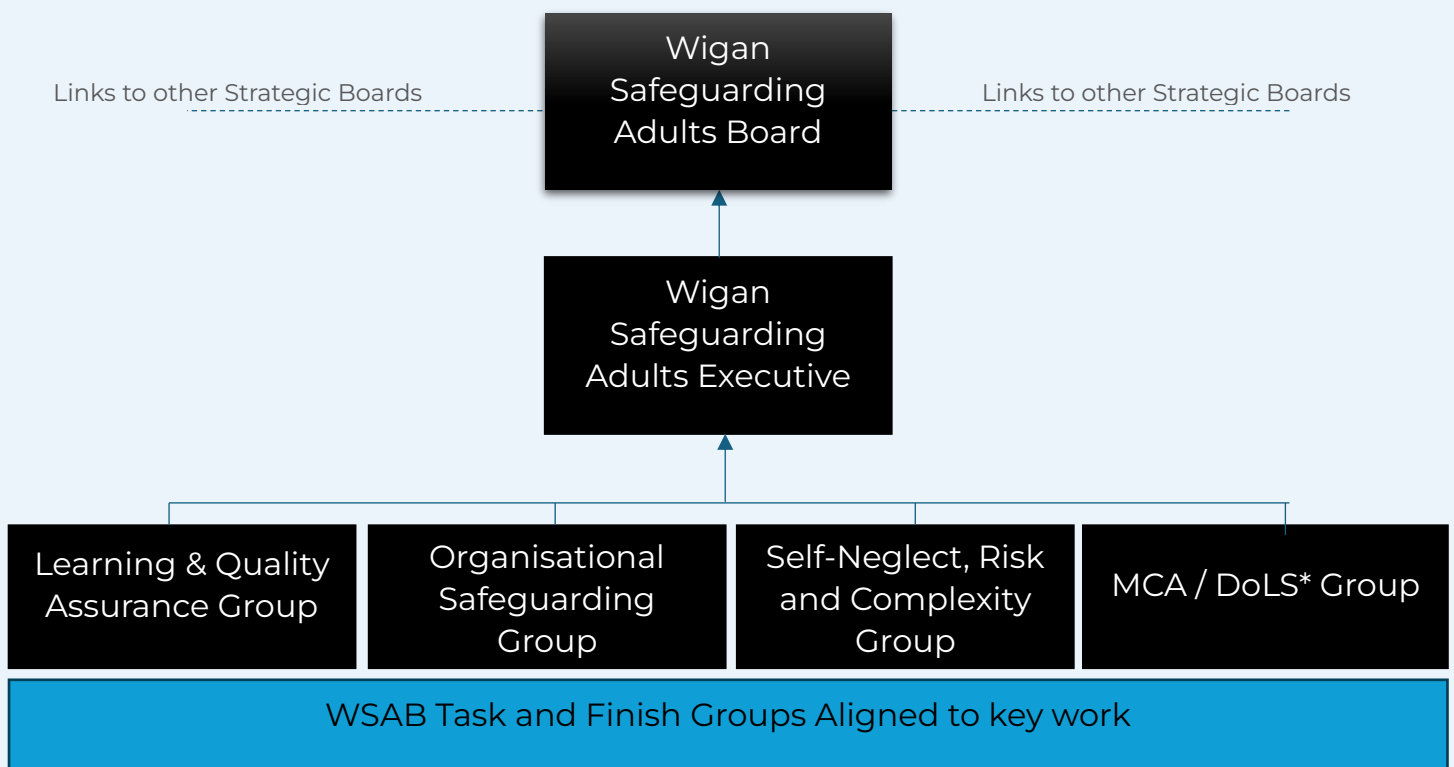 Wigan
Safeguarding
Adults Board
Links to other Strategic Boards
Links to other Strategic Boards
Wigan
Safeguarding
Adults Executive
Learning & Quality
Assurance Group
Organisational
Safeguarding
Group
Self-Neglect, Risk
and Complexity
Group
MCA / DoLS* Group
WSAB Task and Finish Groups Aligned to key work